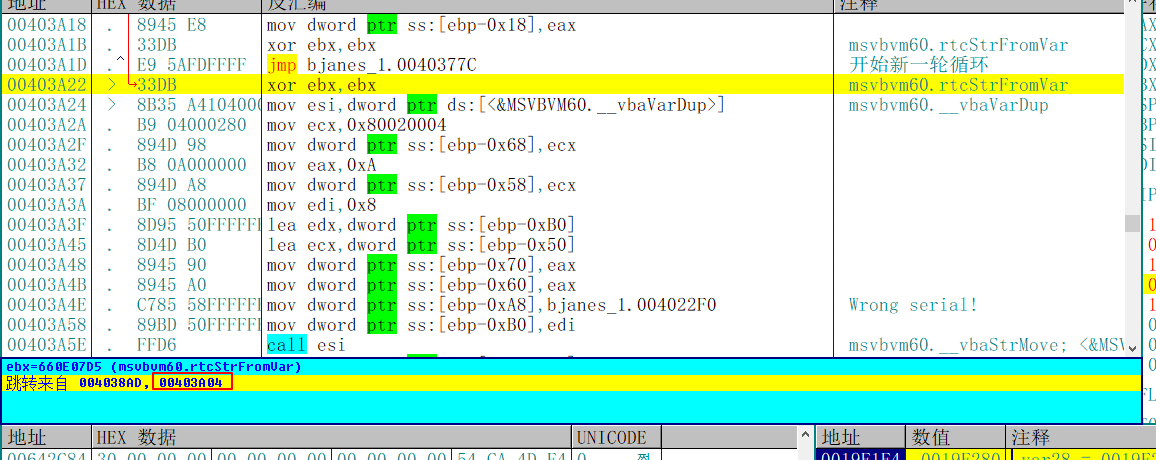 地址 HEX 数据 反汇编 注释
00403A18 . 8945 E8 mov dword ptr ss:[ebp-0x18],eax
00403A1B . 33DB xor ebx,ebx msvbvm60.rtcStrFromVar
00403A1D .^ E9 5AFDFFFF jmp bjanes_1.0040377C 开始新一轮循环
00403A22 > 33DB xor ebx,ebx msvbvm60.rtcStrFromVar
00403A24 > 8B35 A4104000 mov esi,dword ptr ds:[<&MSVBVM60.__vbaVarDup>] msvbvm60.__vbaVarDup
00403A2A . B9 04000280 mov ecx,0x80020004
00403A2F . 894D 98 mov dword ptr ss:[ebp-0x68],ecx
00403A32 . B8 0A000000 mov eax,0xA
00403A37 . 894D A8 mov dword ptr ss:[ebp-0x58],ecx
00403A3A . BF 08000000 mov edi,0x8
00403A3F . 8D95 50FFFFFF lea edx,dword ptr ss:[ebp-0xB0]
00403A45 . 8D4D B0 lea ecx,dword ptr ss:[ebp-0x50]
00403A48 . 8945 90 mov dword ptr ss:[ebp-0x70],eax
00403A4B . 8945 A0 mov dword ptr ss:[ebp-0x60],eax
00403A4E . C785 58FFFFFF mov dword ptr ss:[ebp-0xA8],bjanes_1.004022F0 Wrong serial!
00403A58 . 89BD 50FFFFFF mov dword ptr ss:[ebp-0xB0],edi
00403A5E . FFD6 call esi msvbvm60.__vbaStrMove; <&MSV
ebx=660E07D5 (msvbvm60.rtcStrFromVar)
跳转来自 004038AD, 00403A04
地址 HEX 数据 UNICODE 地址 数值 注释